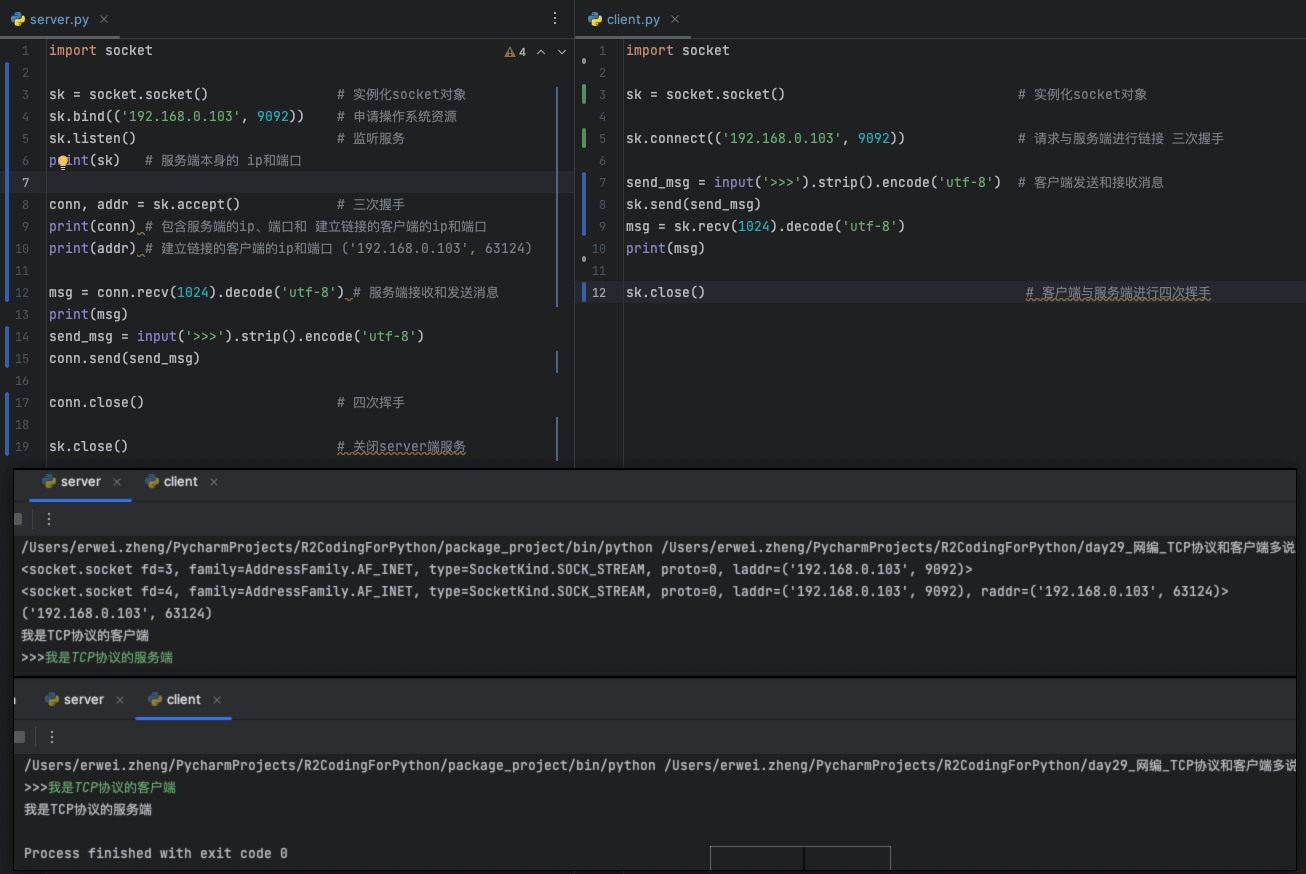 server.py
import socket
sk = socket.socket() # 实例化socket对象
sk.bind(('192.168.0.103', 9092)) # 申请操作系统资源
sk.listen() # 监听服务
print(sk) # 服务端本身的 ip和端口
conn, addr = sk.accept() # 三次握手
print(conn) # 包含服务端的ip、端口和 建立链接的客户端的ip和端口
print(addr) # 建立链接的客户端的ip和端口 ('192.168.0.103', 63124)
msg = conn.recv(1024).decode('utf-8') # 服务端接收和发送消息
print(msg)
send_msg = input('>>>').strip().encode('utf-8')
conn.send(send_msg)
conn.close() # 四次挥手
sk.close() # 关闭server端服务
4
1
2
3
4
5
6
7
8
9
10
11
12
13
14
15
16
17
18
19
client.py
import socket
sk = socket.socket() # 实例化socket对象
sk.connect(('192.168.0.103', 9092)) # 请求与服务端进行链接 三次握手
send_msg = input('>>>').strip().encode('utf-8') # 客户端发送和接收消息
sk.send(send_msg)
msg = sk.recv(1024).decode('utf-8')
print(msg)
sk.close() # 客户端与服务端进行四次挥手
1
2
3
4
5
6
7
8
9
10
11
12
server client
/Users/erwei.zheng/PycharmProjects/R2CodingForPython/package_project/bin/python /Users/erwei.zheng/PycharmProjects/R2CodingForPython/day29_网编_TCP协议和客户端多说
<socket.socket fd=3, family=AddressFamily.AF_INET, type=SocketKind.SOCK_STREAM, proto=0, laddr=('192.168.0.103', 9092)>
<socket.socket fd=4, family=AddressFamily.AF_INET, type=SocketKind.SOCK_STREAM, proto=0, laddr=('192.168.0.103', 9092), raddr=('192.168.0.103', 63124)>
('192.168.0.103', 63124)
我是TCP协议的客户端
>>>我是TCP协议的服务端
server client
/Users/erwei.zheng/PycharmProjects/R2CodingForPython/package_project/bin/python /Users/erwei.zheng/PycharmProjects/R2CodingForPython/day29_网编_TCP协议和客户端多说
>>>我是TCP协议的客户端
我是TCP协议的服务端
Process finished with exit code 0